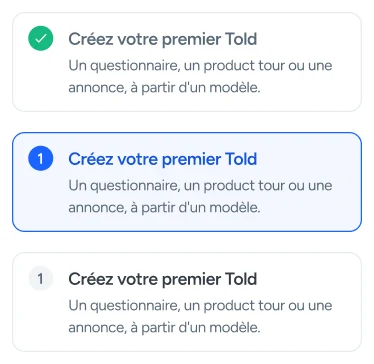 Créez votre premier Told
Un questionnaire, un product tour ou une
annonce, à partir d'un modèle.
1
Créez votre premier Told
Un questionnaire, un product tour ou une
annonce, à partir d'un modèle.
1
Créez votre premier Told
Un questionnaire, un product tour ou une
annonce, à partir d'un modèle.